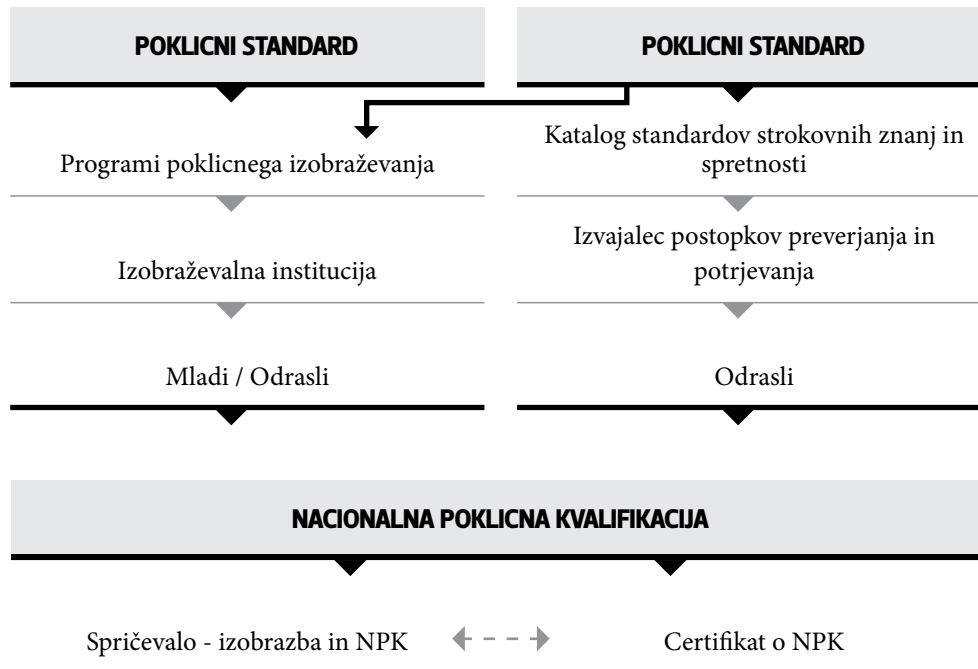 POKLICNI STANDARD
POKLICNI STANDARD
Programi poklicnega izobraževanja
Katalog standardov strokovnih znanj in
spretnosti
Izobraževalna institucija
Izvajalec postopkov preverjanja in
potrjevanja
Mladi / Odrasli
Odrasli
NACIONALNA POKLICNA KVALIFIKACIJA
Spričevalo - izobrazba in NPK
Certifikat o NPK